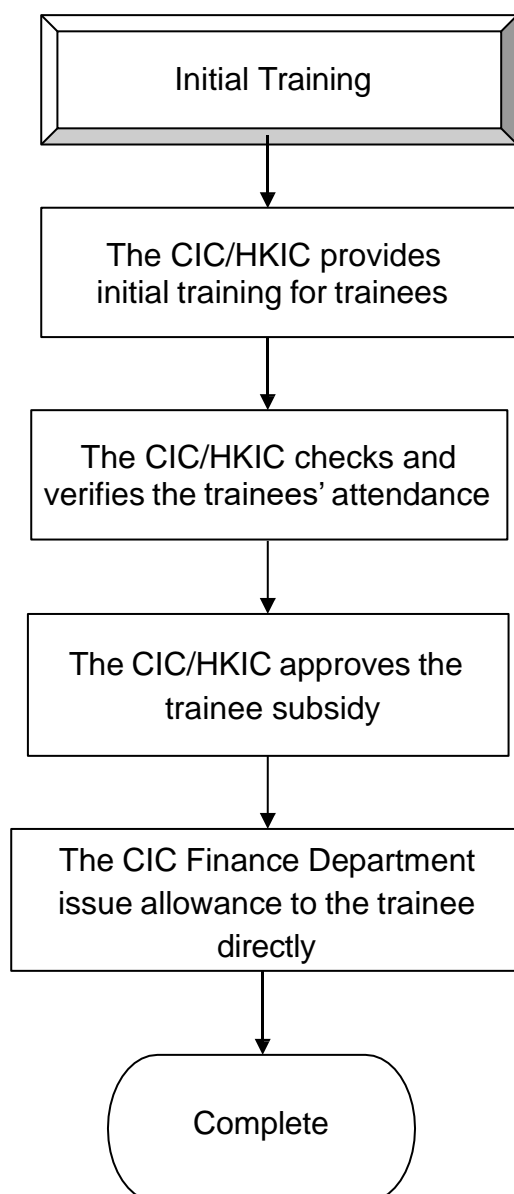 Initial Training
The CIC/HKIC provides
initial training for trainees
The CIC/HKIC checks and
verifies the trainees’ attendance
The CIC/HKIC approves the
trainee subsidy
The CIC Finance Department
issue allowance to the trainee
directly
Complete